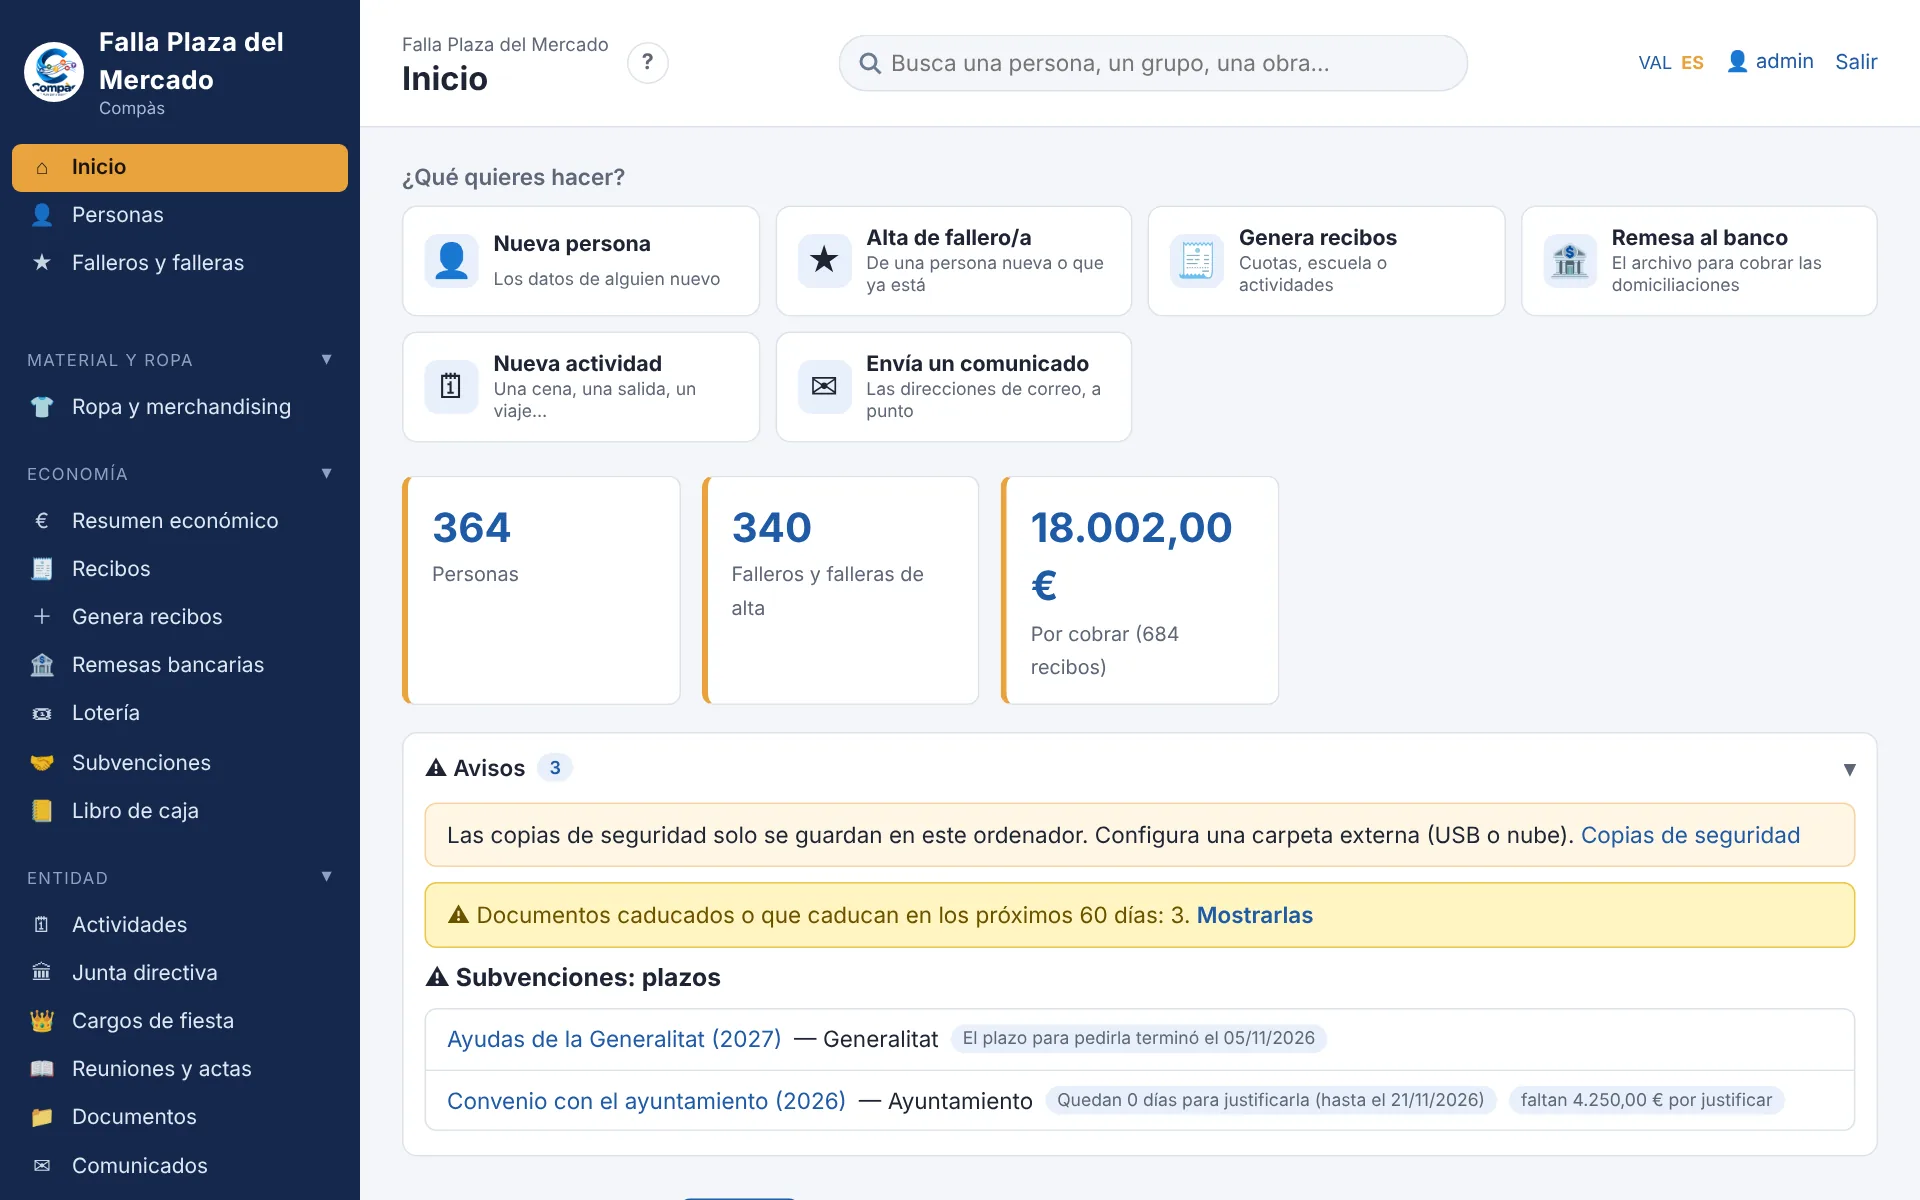 Falla Plaza del
Mercado
Compàs
Compàs
Inicio
Personas
Falleros y falleras
MATERIAL Y ROPA
Ropa y merchandising
ECONOMÍA
€ Resumen económico
Recibos
Genera recibos
Remesas bancarias
Lotería
Subvenciones
Libro de caja
ENTIDAD
Actividades
Junta directiva
Cargos de fiesta
Reuniones y actas
Documentos
Comunicados
Falla Plaza del Mercado
Inicio
?
Busca una persona, un grupo, una obra...
VAL ES admin Salir
¿Qué quieres hacer?
Nueva persona
Los datos de alguien nuevo
Alta de fallero/a
De una persona nueva o que
ya está
Genera recibos
Cuotas, escuela o
actividades
Remesa al banco
El archivo para cobrar las
domiciliaciones
Nueva actividad
Una cena, una salida, un
viaje...
Envía un comunicado
Las direcciones de correo, a
punto
364
Personas
340
Falleros y falleras de
alta
18.002,00
€
Por cobrar (684
recibos)
Avisos 3
Las copias de seguridad solo se guardan en este ordenador. Configura una carpeta externa (USB o nube). Copias de seguridad
Documentos caducados o que caducan en los próximos 60 días: 3. Mostrarlas
Subvenciones: plazos
Ayudas de la Generalitat (2027) — Generalitat El plazo para pedirla terminó el 05/11/2026
Convenio con el ayuntamiento (2026) — Ayuntamiento Quedan 0 días para justificarla (hasta el 21/11/2026) faltan 4.250,00 € por justificar